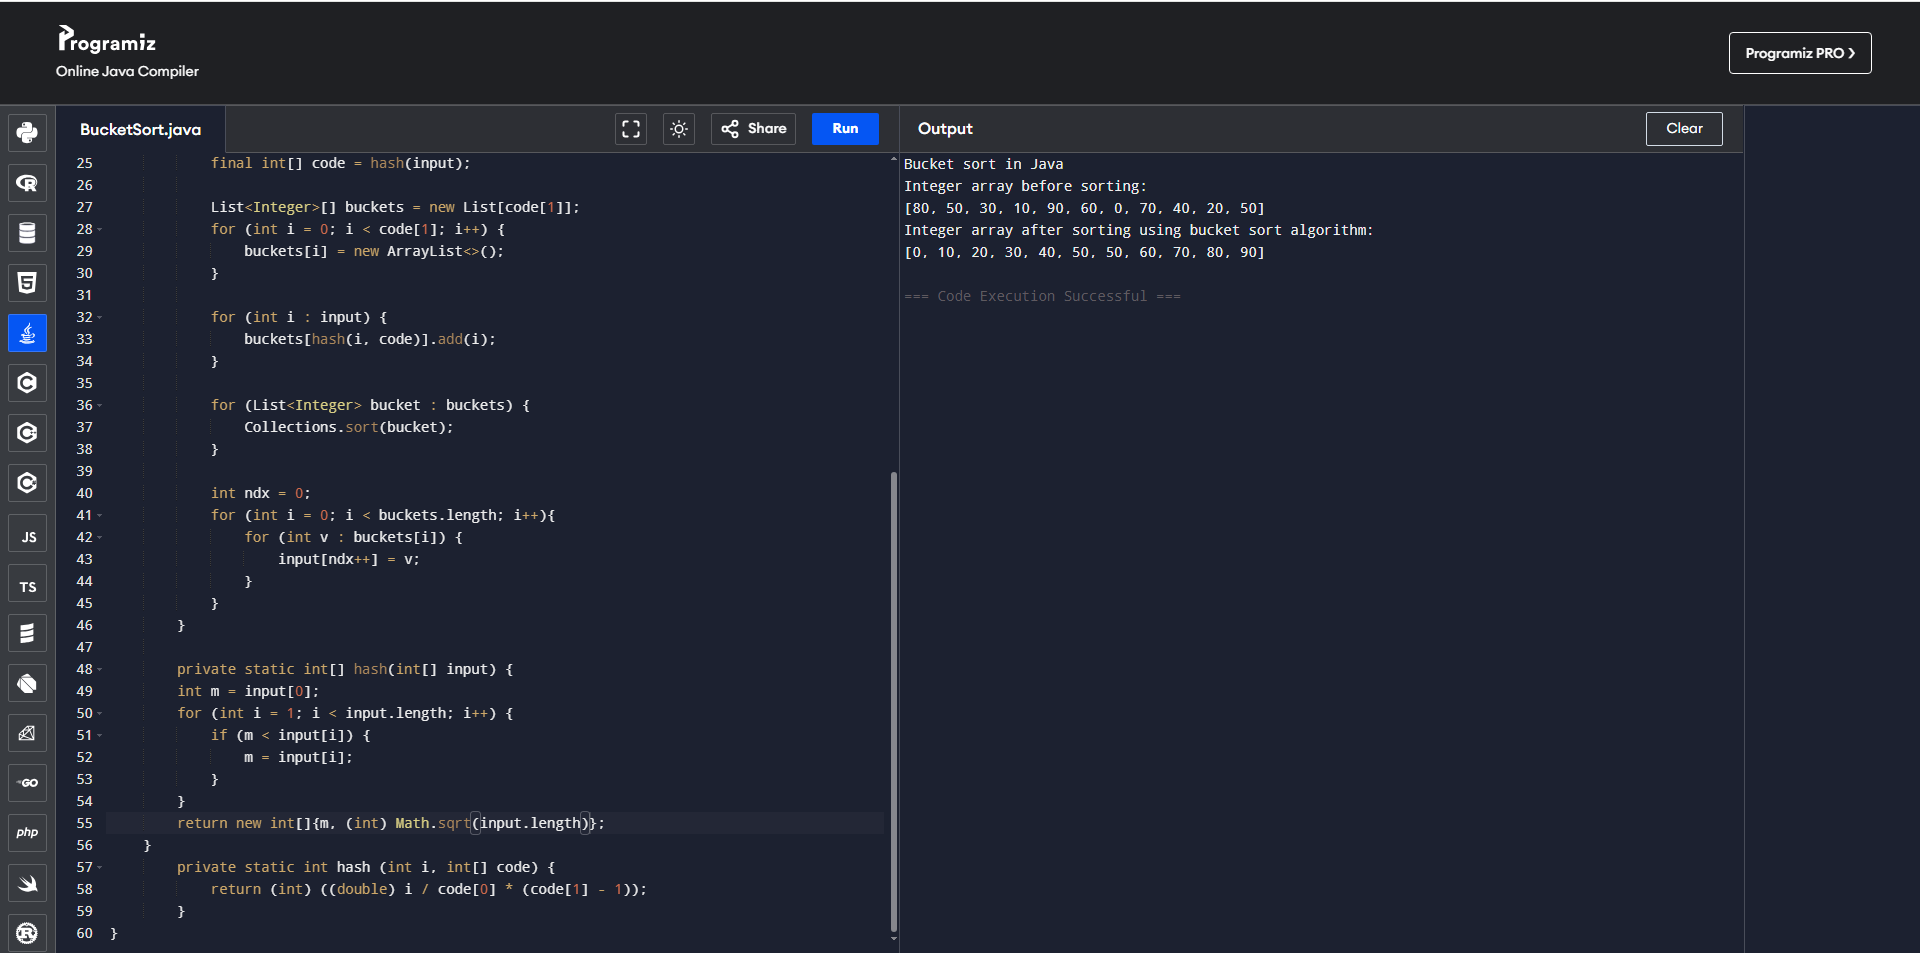 Programiz
Online Java Compiler
Programiz PRO ❯
BucketSort.java
Share
Run
Output
Clear
JS
TS
GO
php
25 final int[] code = hash(input);
26
27 List<Integer>[] buckets = new List[code[1]];
28 for (int i = 0; i < code[1]; i++) {
29 buckets[i] = new ArrayList<>();
30 }
31
32 for (int i : input) {
33 buckets[hash(i, code)].add(i);
34 }
35
36 for (List<Integer> bucket : buckets) {
37 Collections.sort(bucket);
38 }
39
40 int ndx = 0;
41 for (int i = 0; i < buckets.length; i++){
42 for (int v : buckets[i]) {
43 input[ndx++] = v;
44 }
45 }
46 }
47
48 private static int[] hash(int[] input) {
49 int m = input[0];
50 for (int i = 1; i < input.length; i++) {
51 if (m < input[i]) {
52 m = input[i];
53 }
54 }
55 return new int[]{m, (int) Math.sqrt(input.length)};
56 }
57 private static int hash (int i, int[] code) {
58 return (int) ((double) i / code[0] * (code[1] - 1));
59 }
60 }
Bucket sort in Java
Integer array before sorting:
[80, 50, 30, 10, 90, 60, 0, 70, 40, 20, 50]
Integer array after sorting using bucket sort algorithm:
[0, 10, 20, 30, 40, 50, 50, 60, 70, 80, 90]
=== Code Execution Successful ===